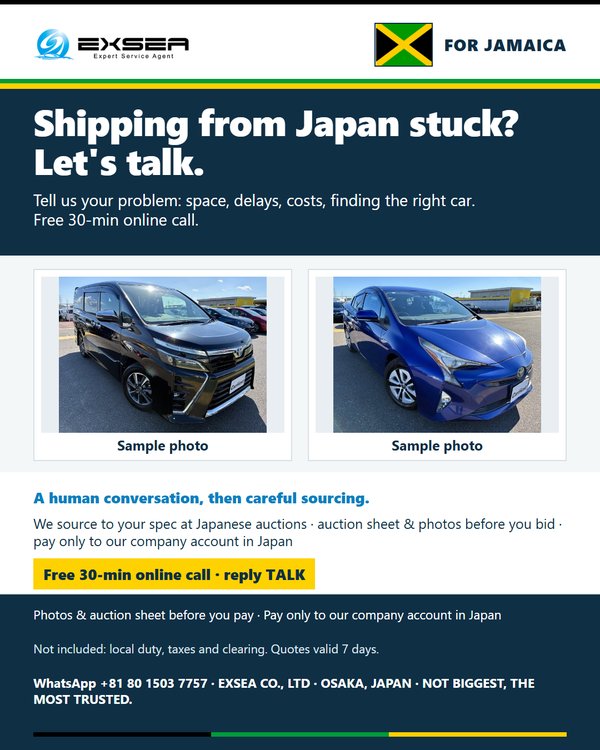 EXSEA
Expert Service Agent
FOR JAMAICA
Shipping from Japan stuck?
Let's talk.
Tell us your problem: space, delays, costs, finding the right car.
Free 30-min online call.
Sample photo
Sample photo
A human conversation, then careful sourcing.
We source to your spec at Japanese auctions · auction sheet & photos before you bid ·
pay only to our company account in Japan
Free 30-min online call · reply TALK
Photos & auction sheet before you pay · Pay only to our company account in Japan
Not included: local duty, taxes and clearing. Quotes valid 7 days.
WhatsApp +81 80 1503 7757 · EXSEA CO., LTD · OSAKA, JAPAN · NOT BIGGEST, THE
MOST TRUSTED.